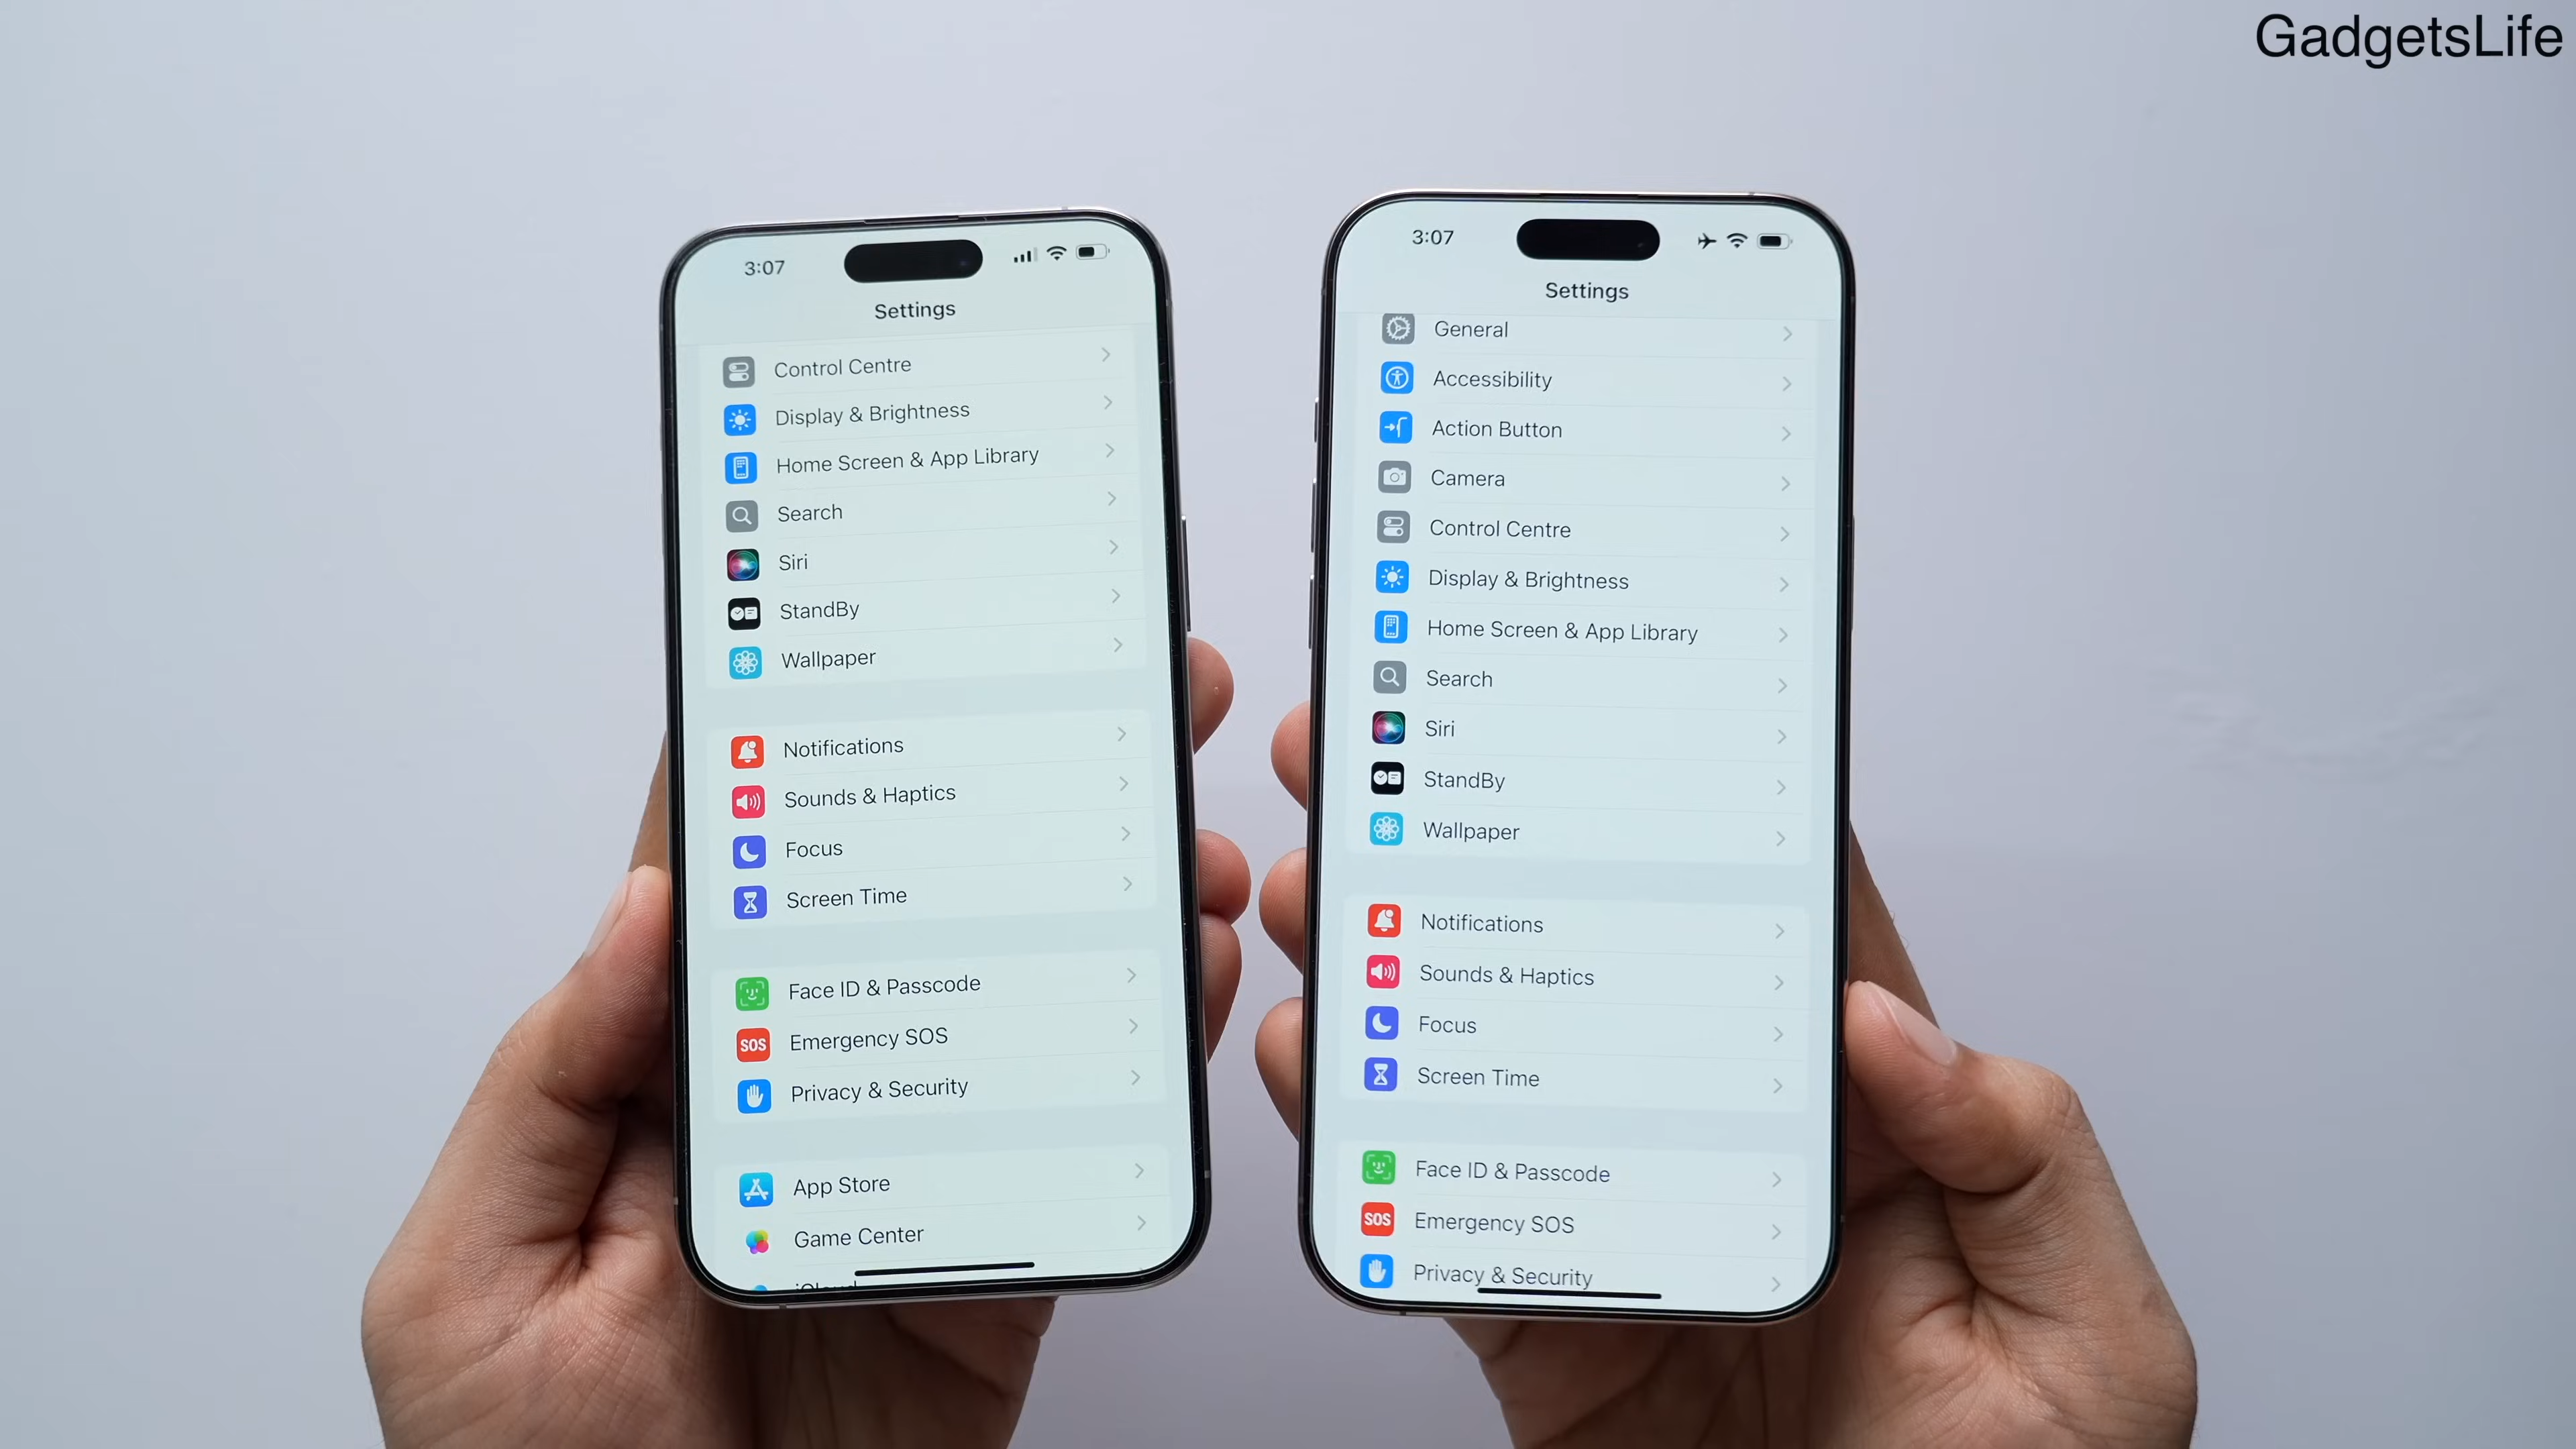 GadgetsLife
3:07
Settings
Control Centre
Display & Brightness
Home Screen & App Library
Search
Siri
StandBy
Wallpaper
Notifications
Sounds & Haptics
Focus
Screen Time
Face ID & Passcode
SOS Emergency SOS
Privacy & Security
App Store
Game Center
iCloud
3:07
Settings
General
Accessibility
Action Button
Camera
Control Centre
Display & Brightness
Home Screen & App Library
Search
Siri
StandBy
Wallpaper
Notifications
Sounds & Haptics
Focus
Screen Time
Face ID & Passcode
SOS Emergency SOS
Privacy & Security